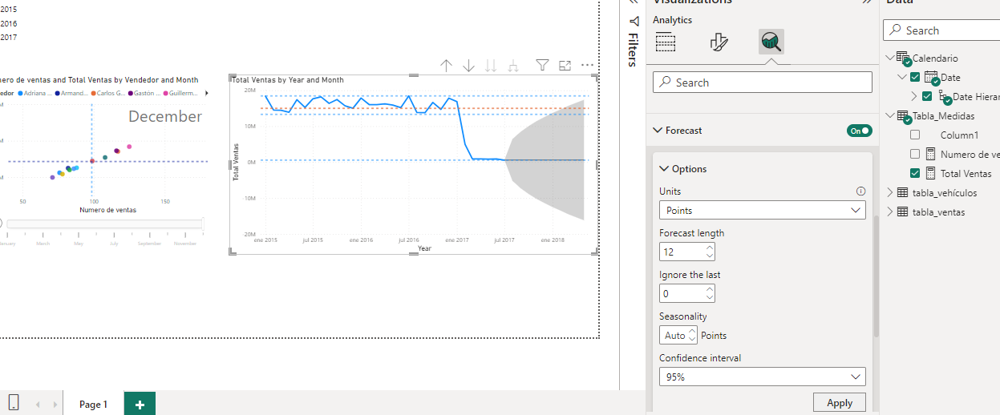 2015
2016
2017
nero de ventas and Total Ventas by Vendedor and Month
dedor Adriana ... Armand... Carlos G... Gastón ... Guillerm...
December
50 100 150
Numero de ventas
January March May July September November
Total Ventas by Year and Month
Total Ventas
20M
10M
0M
-10M
-20M
ene 2015 jul 2015 ene 2016 jul 2016 ene 2017 jul 2017 ene 2018
Year
Page 1
+
Filters
Visualizations
Analytics
Search
Forecast
On
Options
Units
Points
Forecast length
12
Ignore the last
0
Seasonality
Auto Points
Confidence interval
95%
Apply
Data
Search
Calendario
Date
Date Hierar
Tabla_Medidas
Column1
Numero de ve
Total Ventas
tabla_vehículos
tabla_ventas